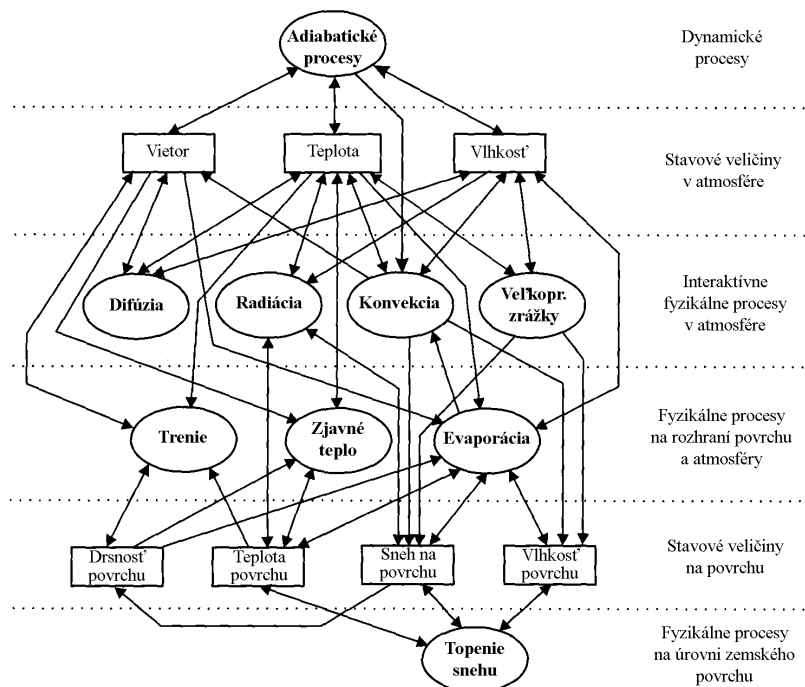 Adiabatické
procesy
Dynamické
procesy
Vietor
Teplota
Vlhkosť
Stavové veličiny
v atmosfére
Difúzia
Radiácia
Konvekcia
Veľkopr.
zrážky
Interaktívne
fyzikálne procesy
v atmosfére
Trenie
Zjavné
teplo
Evaporácia
Fyzikálne procesy
na rozhraní povrchu
a atmosféry
Drsnosť
povrchu
Teplota
povrchu
Sneh na
povrchu
Vlhkosť
povrchu
Stavové veličiny
na povrchu
Topenie
snehu
Fyzikálne procesy
na úrovni zemského
povrchu